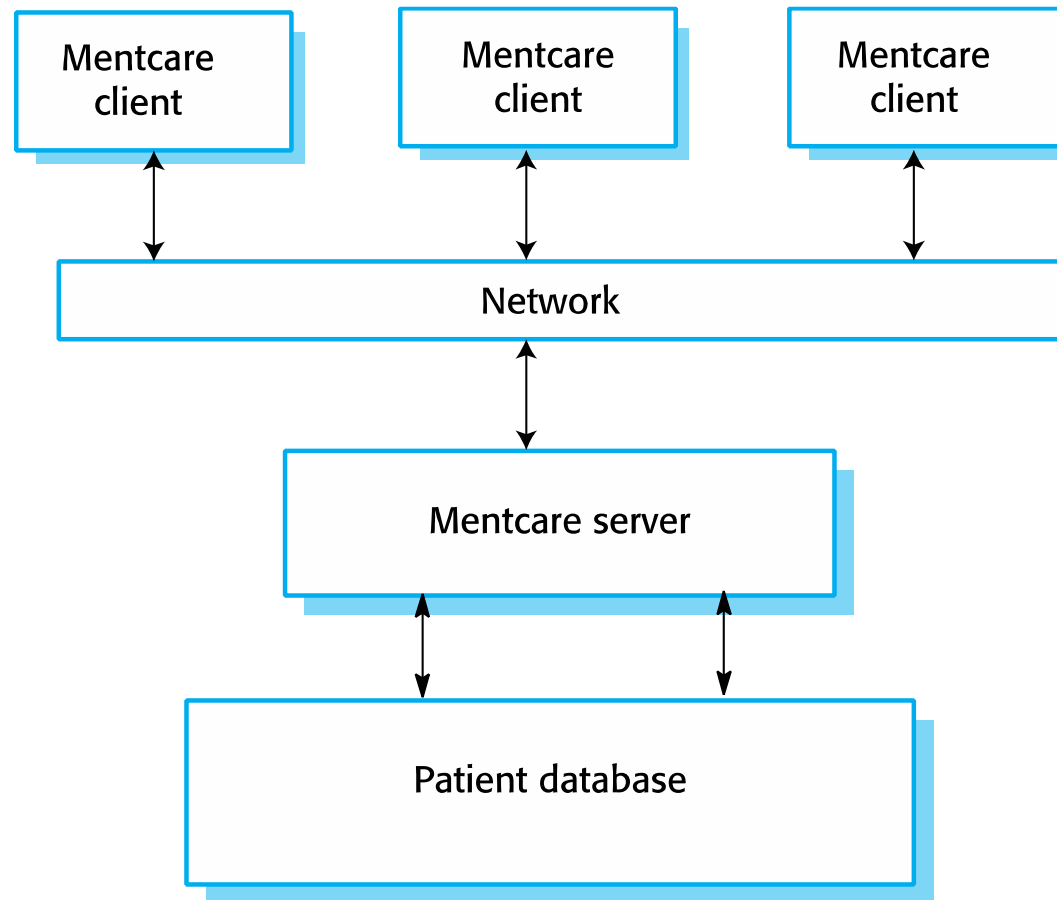 Mentcare
client
Mentcare
client
Mentcare
client
Network
Mentcare server
Patient database